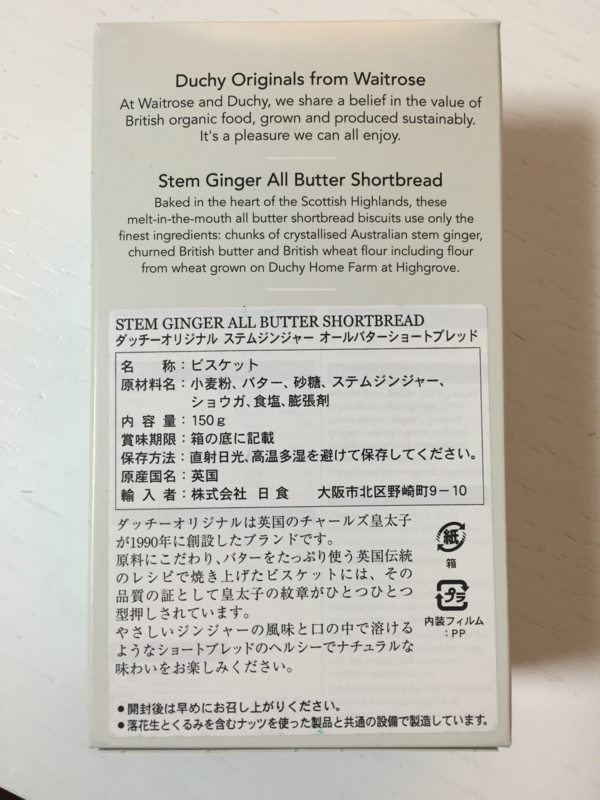 Duchy Originals from Waitrose
At Waitrose and Duchy, we share a belief in the value of
British organic food, grown and produced sustainably.
It's a pleasure we can all enjoy.
Stem Ginger All Butter Shortbread
Baked in the heart of the Scottish Highlands, these
melt-in-the-mouth all butter shortbread biscuits use only the
finest ingredients: chunks of crystallised Australian stem ginger,
churned British butter and British wheat flour including flour
from wheat grown on Duchy Home Farm at Highgrove.
STEM GINGER ALL BUTTER SHORTBREAD
ダッチーオリジナル ステムジンジャー オールバターショートブレッド
名 称：ビスケット
原材料名：小麦粉、バター、砂糖、ステムジンジャー、
ショウガ、食塩、膨張剤
内 容 量：150g
賞味期限：箱の底に記載
保存方法：直射日光、高温多湿を避けて保存してください。
原産国名：英国
輸 入 者：株式会社 日食 大阪市北区野崎町9－10
ダッチーオリジナルは英国のチャールズ皇太子
が1990年に創設したブランドです。
原料にこだわり、バターをたっぷり使う英国伝統
のレシピで焼き上げたビスケットには、その
品質の証として皇太子の紋章がひとつひとつ
型押しされています。
やさしいジンジャーの風味と口の中で溶ける
ようなショートブレッドのヘルシーでナチュラルな
味わいをお楽しみください。
紙
箱
プラ
内装フィルム
：PP
●開封後は早めにお召し上がりください。
●落花生とくるみを含むナッツを使った製品と共通の設備で製造しています。